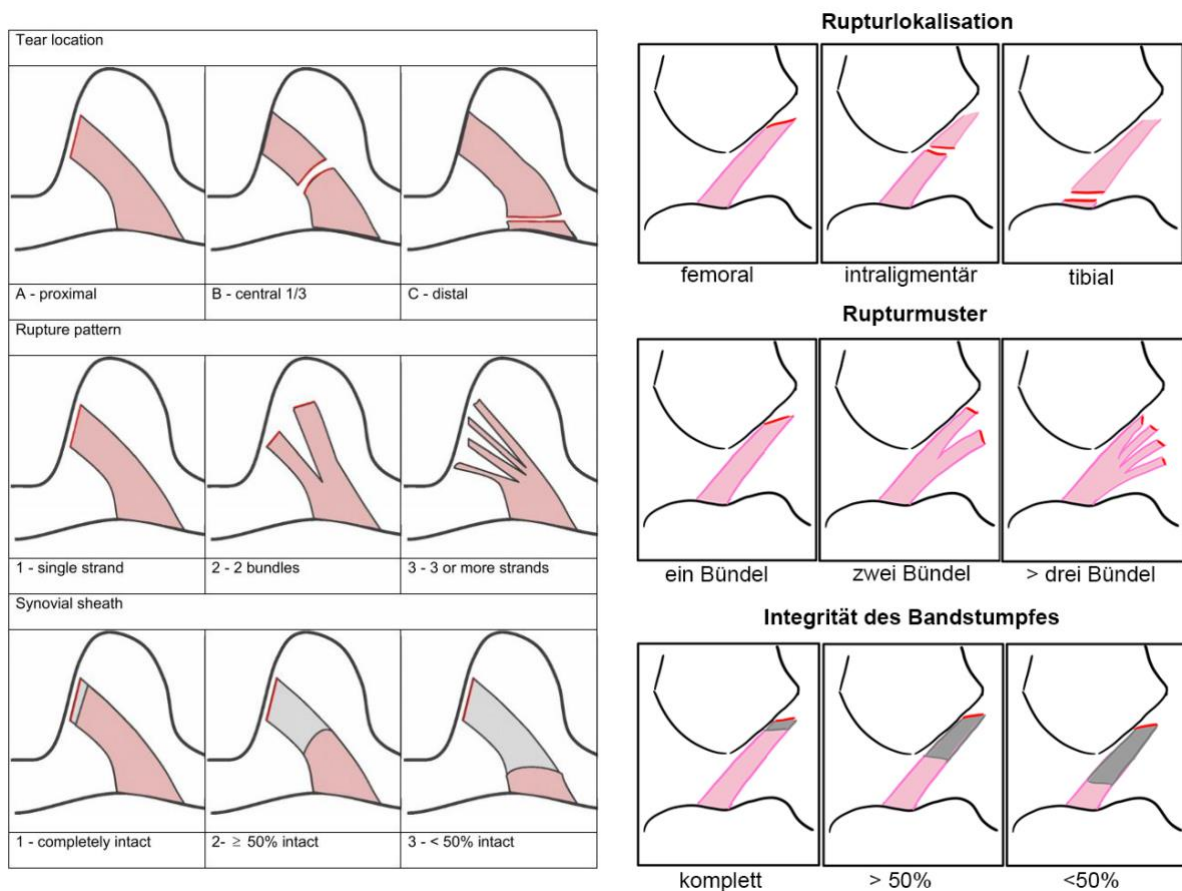 Tear location
A - proximal
B - central 1/3
C - distal
Rupture pattern
1 - single strand
2 - 2 bundles
3 - 3 or more strands
Synovial sheath
1 - completely intact
2- ≥ 50% intact
3 - < 50% intact
Rupturlokalisation
femoral
intraligmentär
tibial
Rupturmuster
ein Bündel
zwei Bündel
> drei Bündel
Integrität des Bandstumpfes
komplett
> 50%
<50%